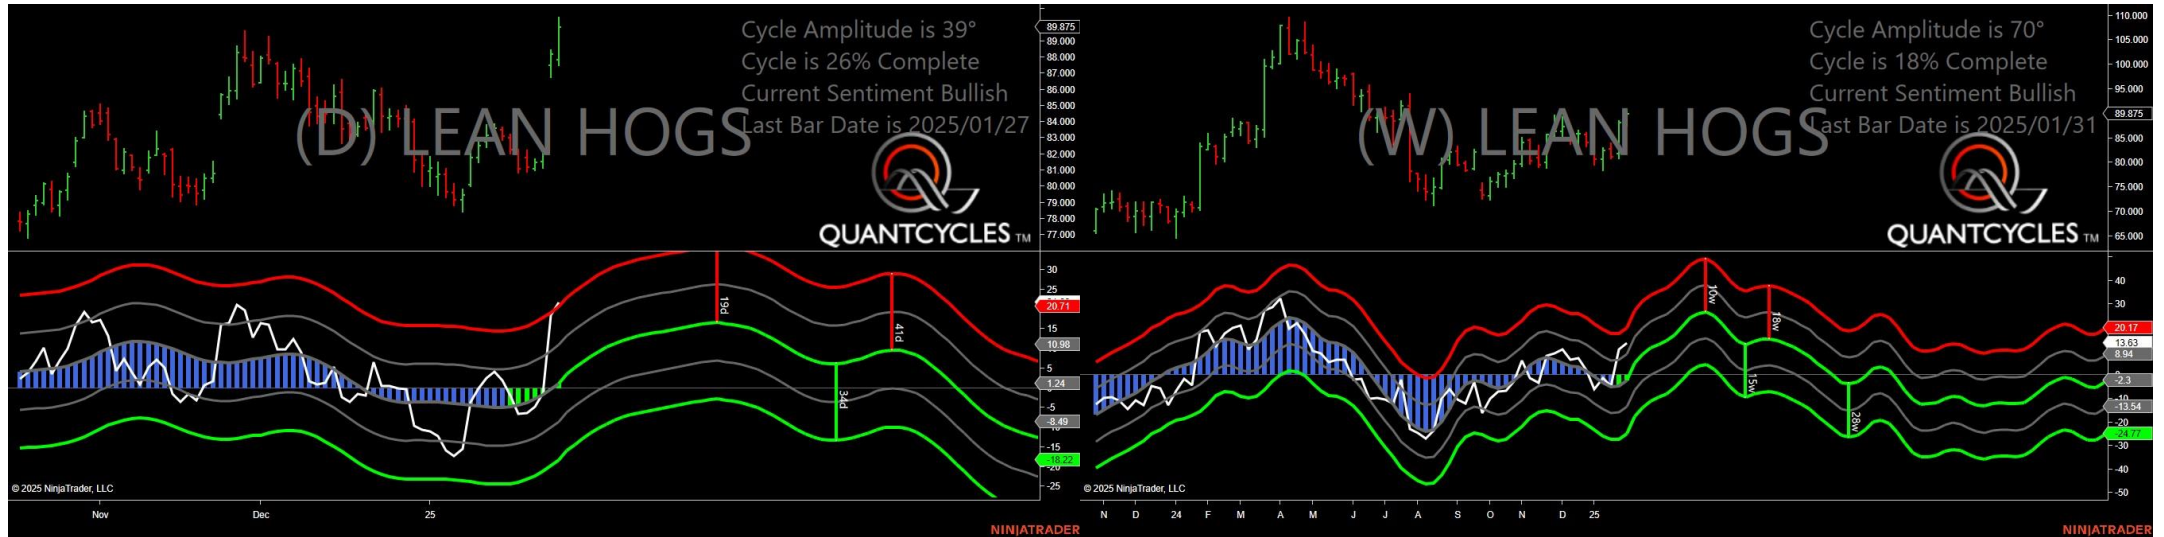 Cycle Amplitude is 39°
Cycle is 26% Complete
Current Sentiment Bullish
Last Bar Date is 2025/01/27
(D) LEAN HOGS
QUANTCYCLES TM
89.875
89.000
88.000
87.000
86.000
85.000
84.000
83.000
82.000
81.000
80.000
79.000
78.000
77.000
30
25
20.71
15
10.98
5
1.24
-5
-8.49
-15
-18.22
-20
-25
19d
41d
34d
© 2025 NinjaTrader, LLC
Nov
Dec
25
NINJATRADER
Cycle Amplitude is 70°
Cycle is 18% Complete
Current Sentiment Bullish
Last Bar Date is 2025/01/31
(W) LEAN HOGS
QUANTCYCLES TM
110.000
105.000
100.000
95.000
89.875
85.000
80.000
75.000
70.000
65.000
40
30
20.17
13.63
8.94
-2.3
-10
-13.54
-20
-24.77
-30
-40
-50
10w
18w
15w
28w
© 2025 NinjaTrader, LLC
N D 24 F M A M J J A S O N D 25
NINJATRADER